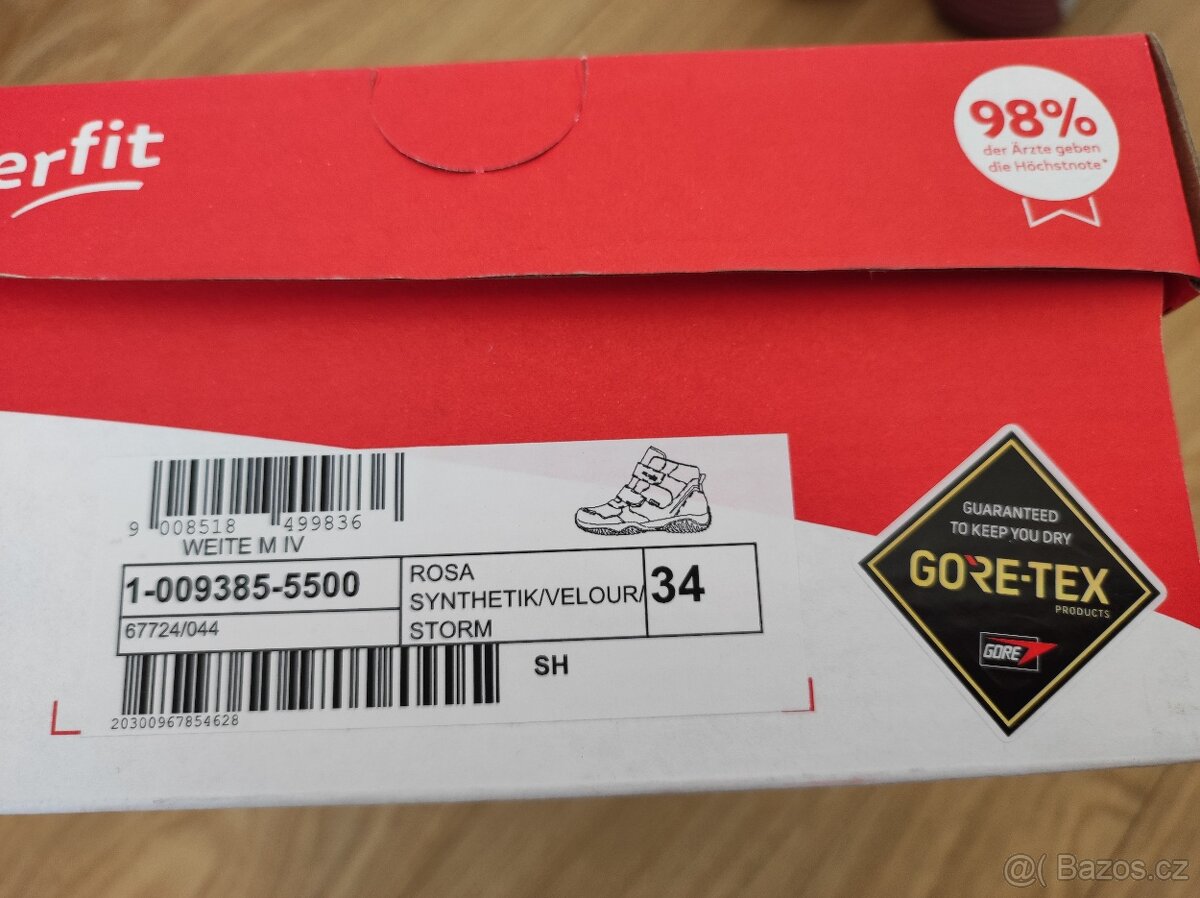 erfit
98%
der Ärzte geben
die Höchstnote*
9 008518 499836
WEITE M IV
1-009385-5500
67724/044
ROSA
SYNTHETIK/VELOUR/
STORM
34
SH
20300967854628
GUARANTEED
TO KEEP YOU DRY
GORE-TEX
PRODUCTS
GORE
@( Bazos.cz